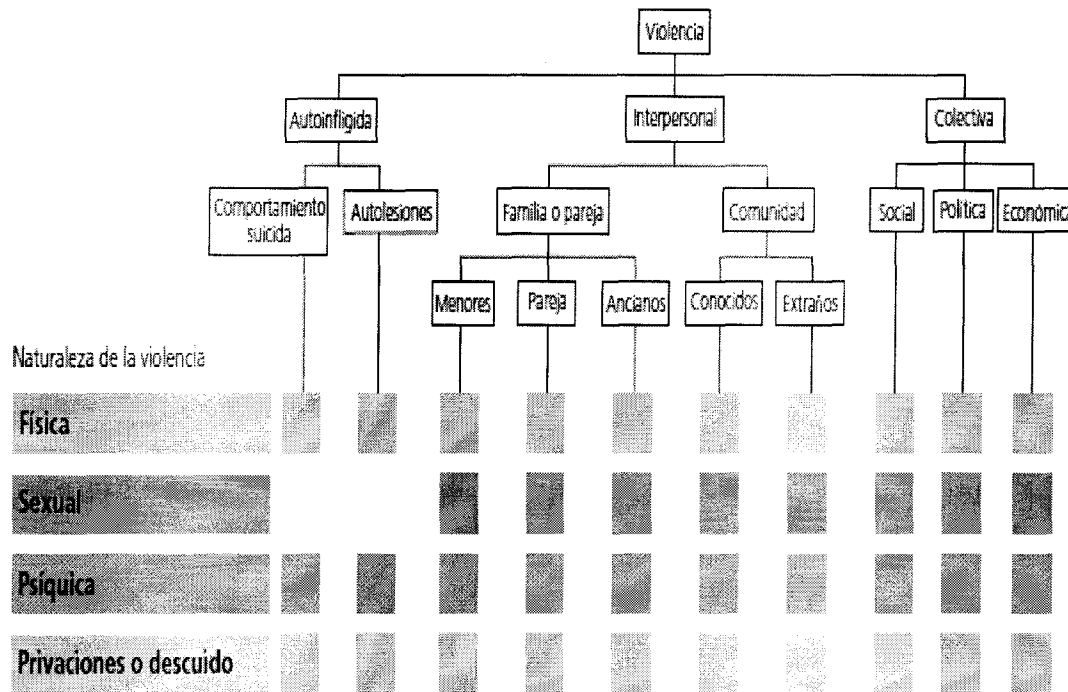 Violencia
Autoinfligida
Interpersonal
Colectiva
Comportamiento
suicida
Autolesiones
Familia o pareja
Comunidad
Social
Política
Económica
Menores
Pareja
Ancianos
Conocidos
Extraños
Naturaleza de la violencia
Física
Sexual
Psíquica
Privaciones o descuido